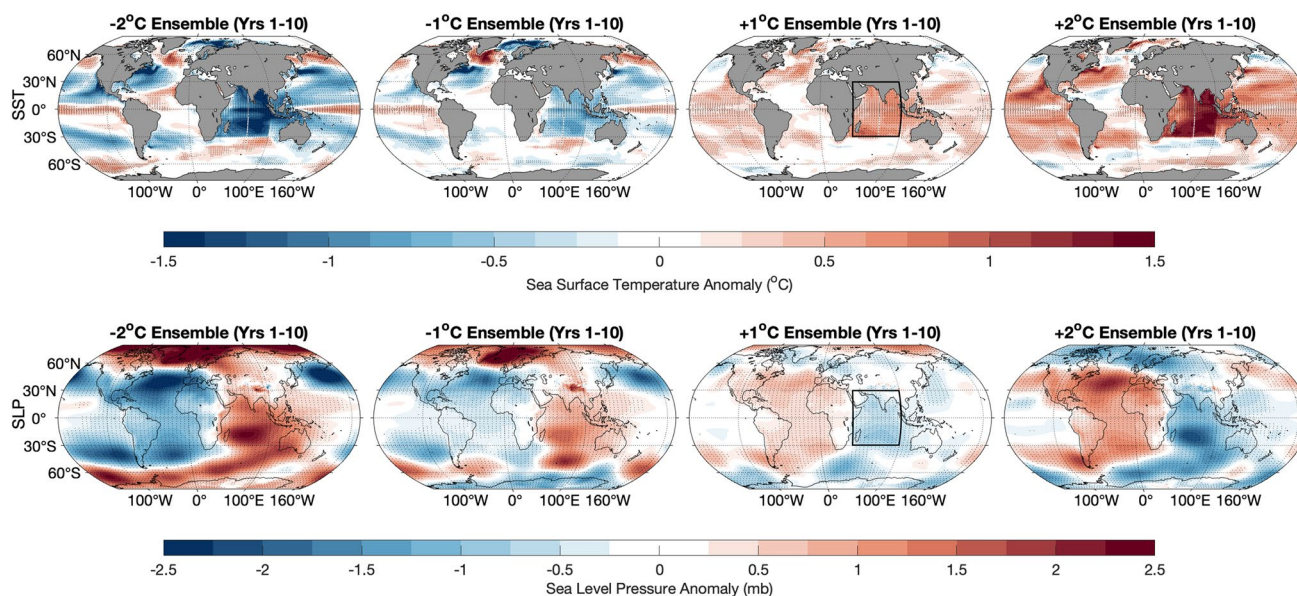 -2°C Ensemble (Yrs 1-10) -1°C Ensemble (Yrs 1-10) +1°C Ensemble (Yrs 1-10) +2°C Ensemble (Yrs 1-10)
60°N
30°N
SST
0°
30°S
60°S
100°W 0° 100°E 160°W 100°W 0° 100°E 160°W 100°W 0° 100°E 160°W 100°W 0° 100°E 160°W
-1.5 -1 -0.5 0 0.5 1 1.5
Sea Surface Temperature Anomaly (°C)
-2°C Ensemble (Yrs 1-10) -1°C Ensemble (Yrs 1-10) +1°C Ensemble (Yrs 1-10) +2°C Ensemble (Yrs 1-10)
60°N
30°N
SLP
0°
30°S
60°S
100°W 0° 100°E 160°W 100°W 0° 100°E 160°W 100°W 0° 100°E 160°W 100°W 0° 100°E 160°W
-2.5 -2 -1.5 -1 -0.5 0 0.5 1 1.5 2 2.5
Sea Level Pressure Anomaly (mb)